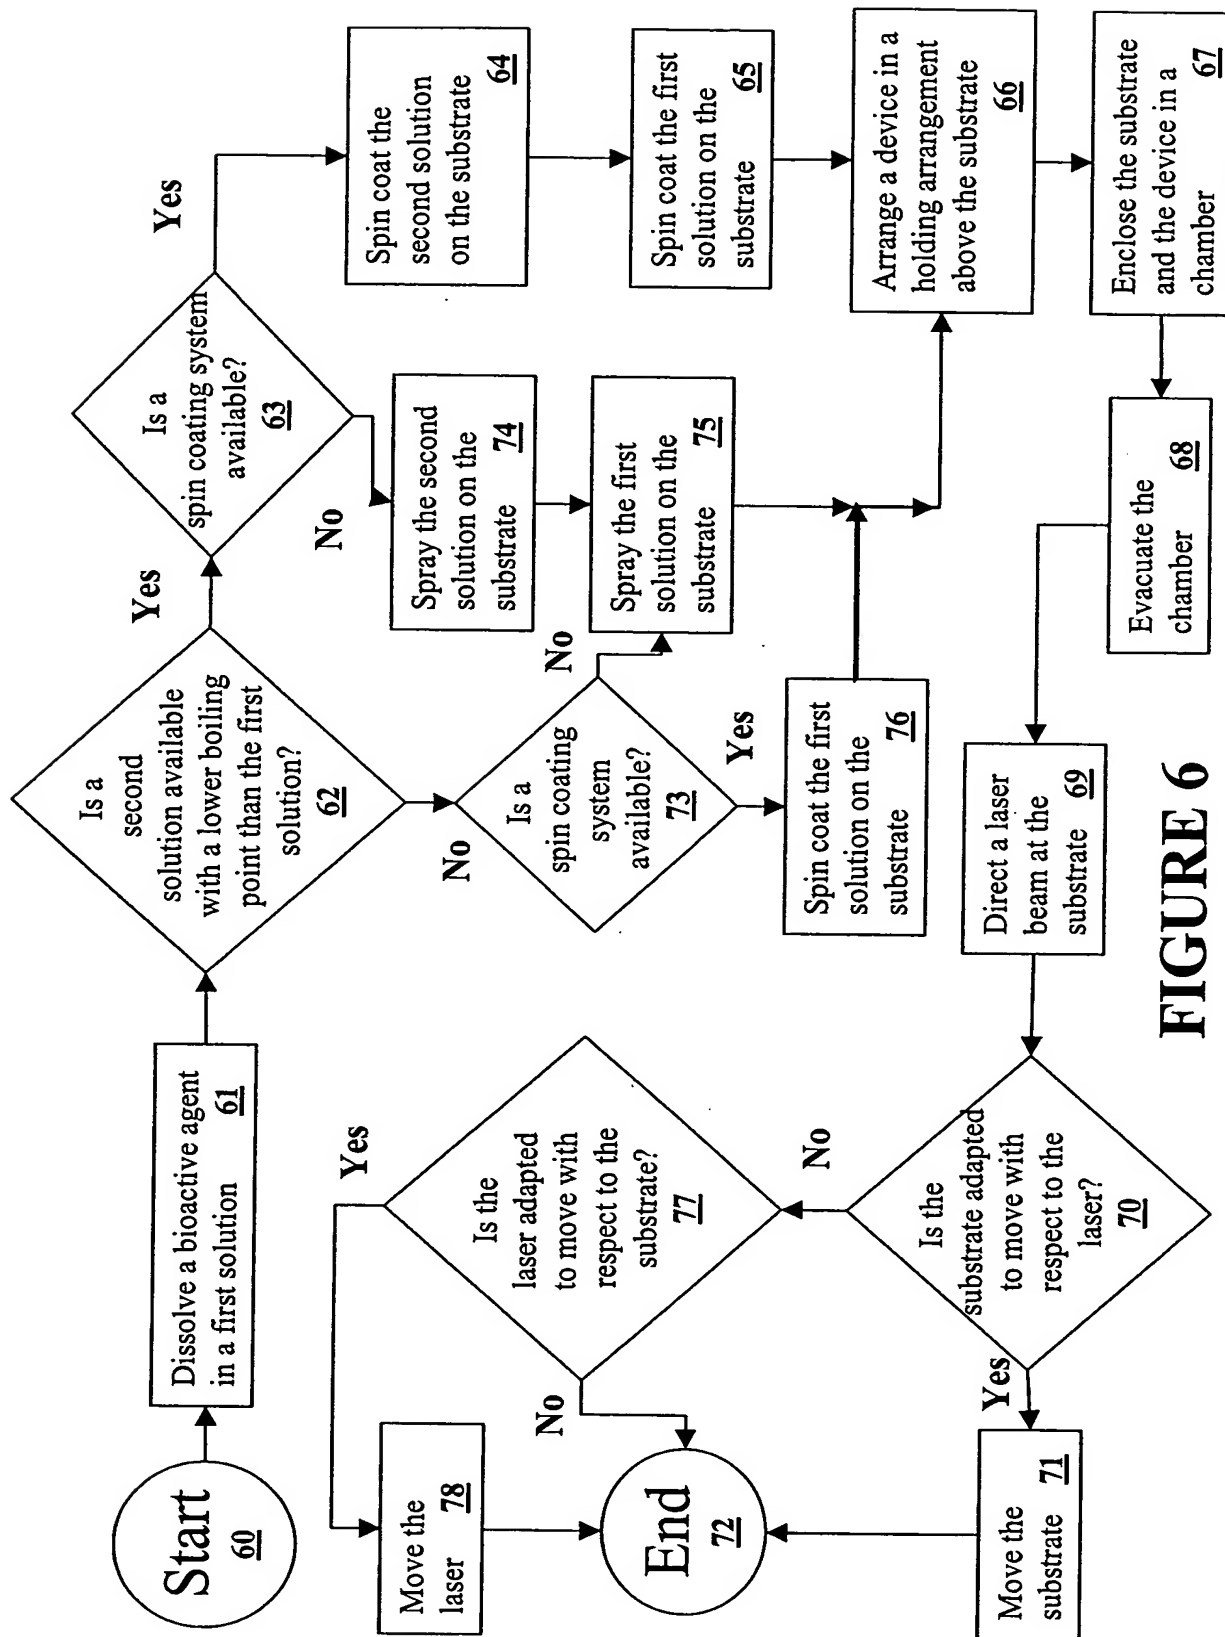 Start
60
Dissolve a bioactive agent
in a first solution 61
Is a
second
solution available
with a lower boiling
point than the first
solution?
62
Yes
No
Is a
spin coating system
available?
63
Yes
No
Spin coat the
second solution
on the substrate
64
Spin coat the first
solution on the
substrate 65
Spray the second
solution on the
substrate 74
Spray the first
solution on the
substrate 75
Is a
spin coating
system
available?
73
No
Yes
Spin coat the first
solution on the
substrate 76
Arrange a device in a
holding arrangement
above the substrate
66
Enclose the substrate
and the device in a
chamber 67
Evacuate the
chamber 68
Direct a laser
beam at the
substrate 69
Is the
substrate adapted
to move with
respect to the
laser?
70
No
Yes
Is the
laser adapted
to move with
respect to the
substrate?
77
Yes
No
Move the
laser 78
End
72
Move the
substrate 71
FIGURE 6